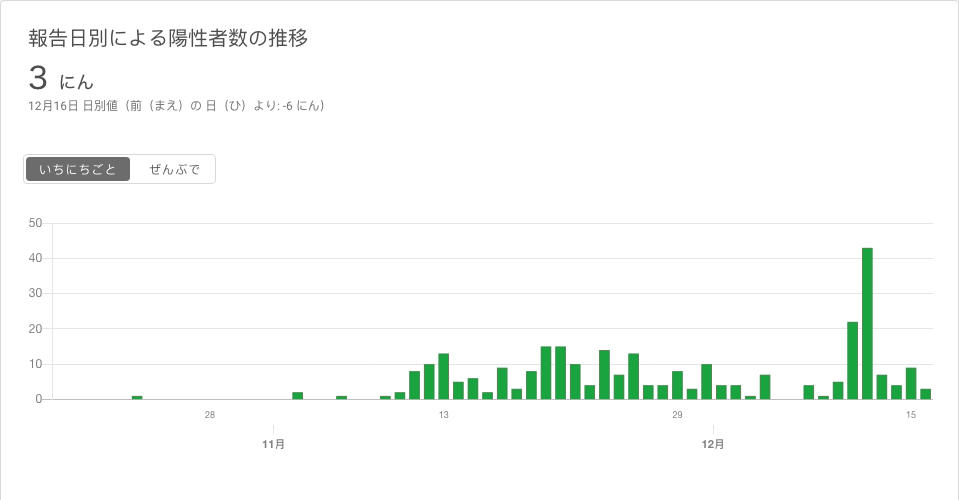 報告日別による陽性者数の推移
3 にん
12月16日 日別値（前（まえ）の 日（ひ）より: -6 にん）
いちにちごと ぜんぶで
50
40
30
20
10
0
28 13 29 15
11月 12月